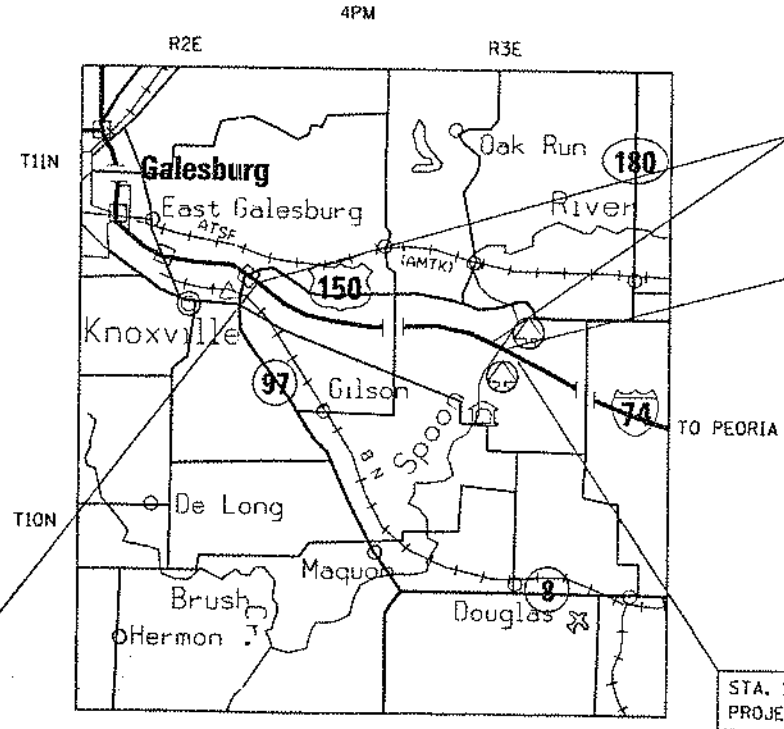 4PM
R2E
R3E
T11N
Galesburg
Oak Run
180
East Galesburg
River
ATSF
(AMTK)
150
Knoxville
97
Gilson
Spoon
74
TO PEORIA
BN
T10N
De Long
Maquon
Brush
Cr.
8
Douglas
Hermon
STA.
PROJE